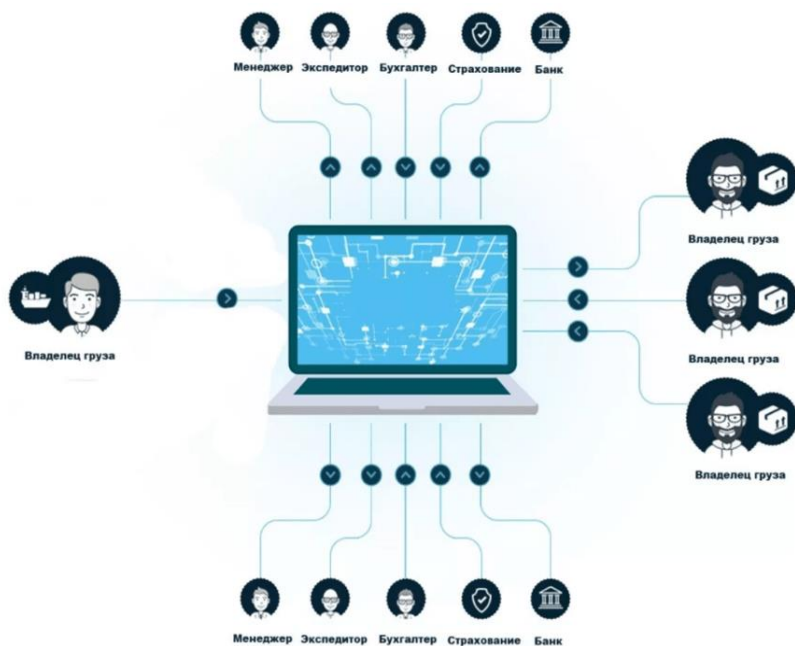 Менеджер Экспедитор Бухгалтер Страхование Банк
Владелец груза
Владелец груза
Владелец груза
Владелец груза
Менеджер Экспедитор Бухгалтер Страхование Банк